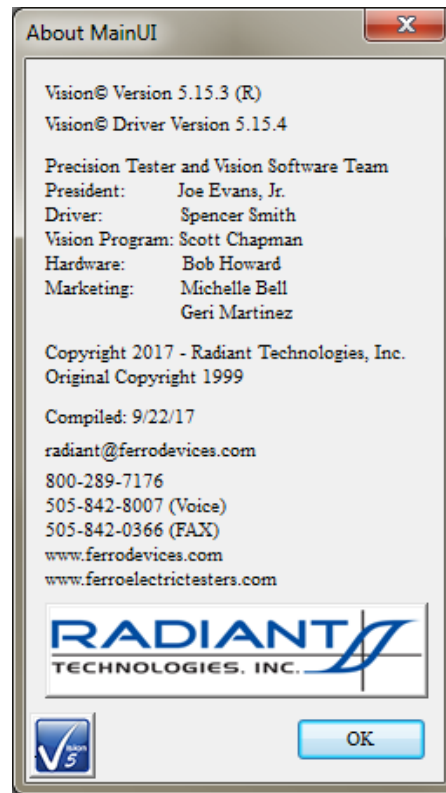 About MainUI
Vision© Version 5.15.3 (R)
Vision© Driver Version 5.15.4
Precision Tester and Vision Software Team
President: Joe Evans, Jr.
Driver: Spencer Smith
Vision Program: Scott Chapman
Hardware: Bob Howard
Marketing: Michelle Bell
Geri Martinez
Copyright 2017 - Radiant Technologies, Inc.
Original Copyright 1999
Compiled: 9/22/17
radiant@ferrodevices.com
800-289-7176
505-842-8007 (Voice)
505-842-0366 (FAX)
www.ferrodevices.com
www.ferroelectrictesters.com
RADIANT
TECHNOLOGIES, INC.
Vision 5
OK